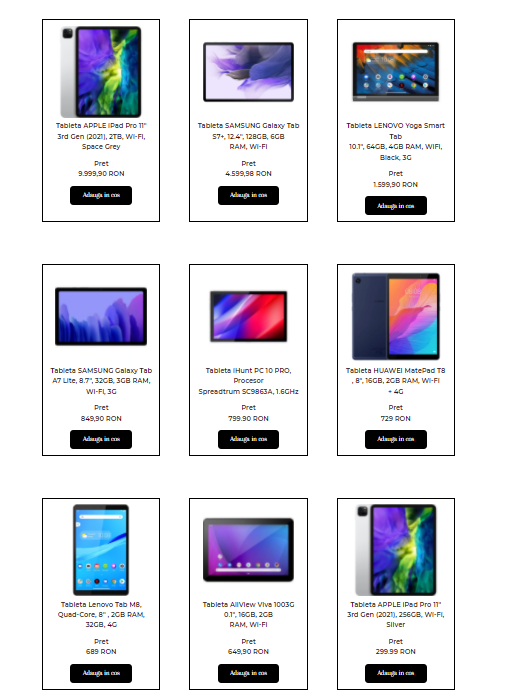 Tableta APPLE iPad Pro 11"
3rd Gen (2021), 2TB, Wi-Fi,
Space Grey
Pret
9.999,90 RON
Adauga in cos
Tableta SAMSUNG Galaxy Tab
S7+, 12.4", 128GB, 6GB
RAM, Wi-Fi
Pret
4.599,98 RON
Adauga in cos
Tableta LENOVO Yoga Smart
Tab
10.1", 64GB, 4GB RAM, WIFI,
Black, 3G
Pret
1.599,90 RON
Adauga in cos
Tableta SAMSUNG Galaxy Tab
A7 Lite, 8.7", 32GB, 3GB RAM,
Wi-Fi, 3G
Pret
849,90 RON
Adauga in cos
Tableta iHunt PC 10 PRO,
Procesor
Spreadtrum SC9863A, 1.6GHz
Pret
799.90 RON
Adauga in cos
Tableta HUAWEI MatePad T8
, 8", 16GB, 2GB RAM, Wi-Fi
+ 4G
Pret
729 RON
Adauga in cos
Tableta Lenovo Tab M8,
Quad-Core, 8" , 2GB RAM,
32GB, 4G
Pret
689 RON
Adauga in cos
Tableta AllView Viva 1003G
0.1", 16GB, 2GB
RAM, Wi-Fi
Pret
649,90 RON
Adauga in cos
Tableta APPLE iPad Pro 11"
3rd Gen (2021), 256GB, Wi-Fi,
Silver
Pret
299.99 RON
Adauga in cos